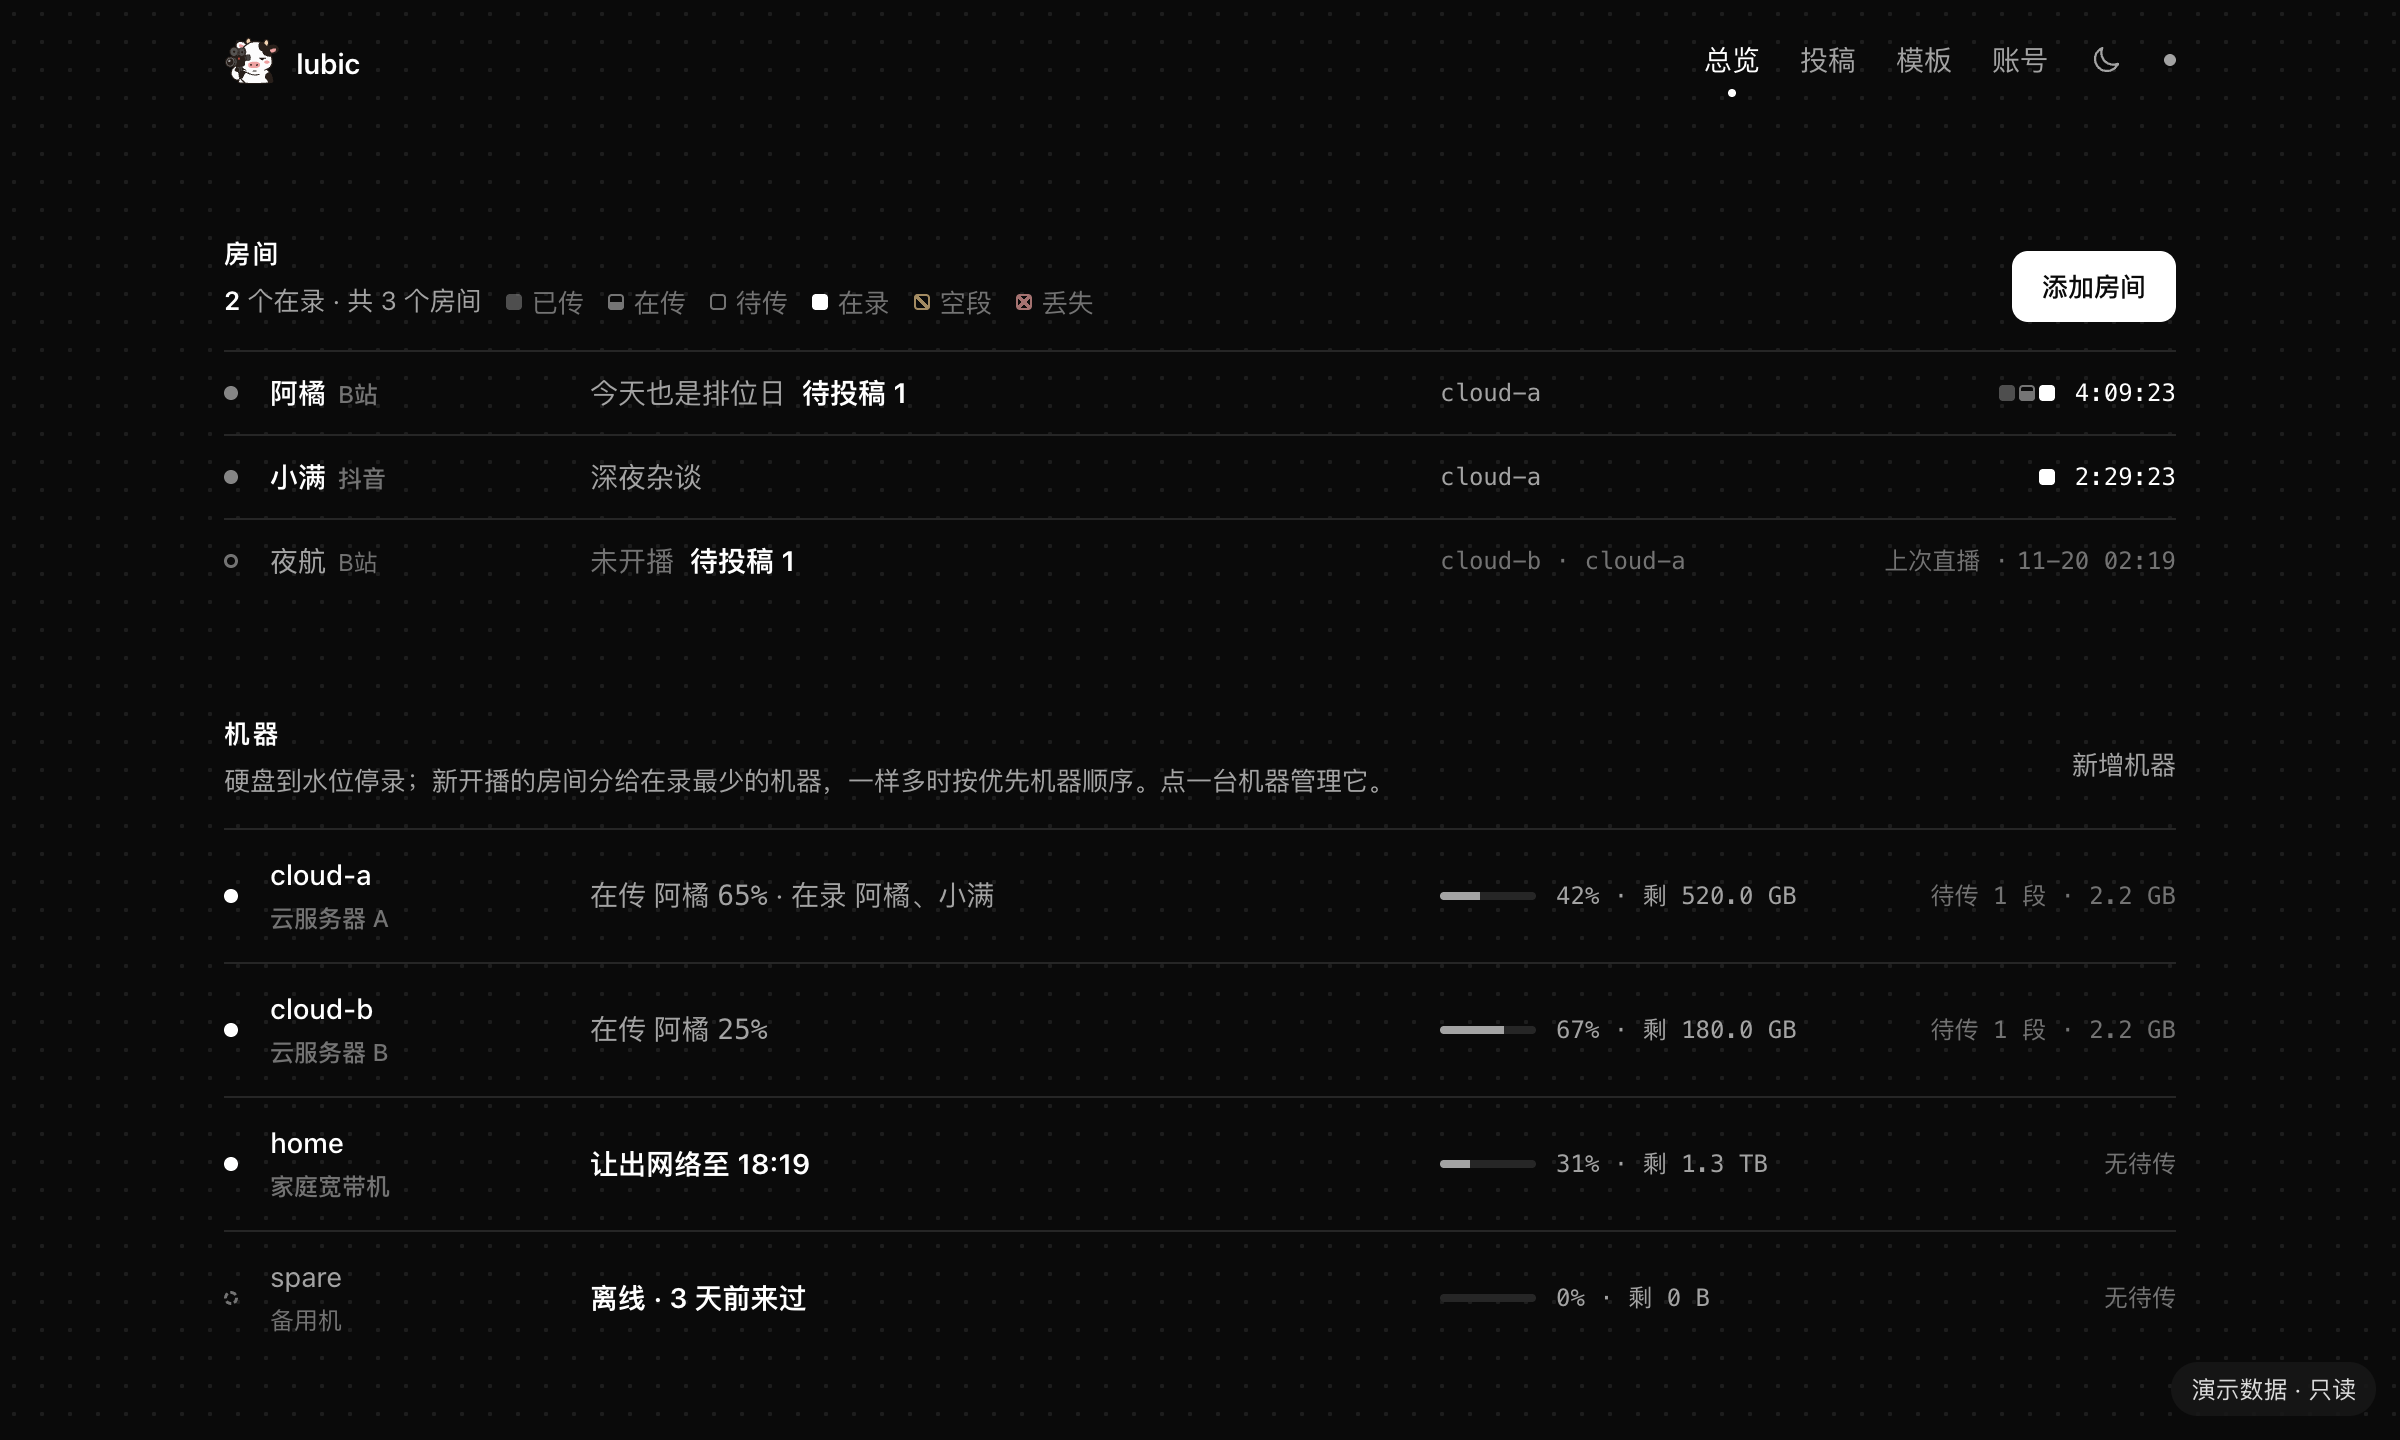 lubic
总览 投稿 模板 账号
房间
2 个在录 · 共 3 个房间 已传 在传 待传 在录 空段 丢失
添加房间
阿橘 B站 今天也是排位日 待投稿 1 cloud-a 4:09:23
小满 抖音 深夜杂谈 cloud-a 2:29:23
夜航 B站 未开播 待投稿 1 cloud-b · cloud-a 上次直播 · 11-20 02:19
机器
硬盘到水位停录；新开播的房间分给在录最少的机器，一样多时按优先机器顺序。点一台机器管理它。
新增机器
cloud-a
云服务器 A
在传 阿橘 65% · 在录 阿橘、小满 42% · 剩 520.0 GB 待传 1 段 · 2.2 GB
cloud-b
云服务器 B
在传 阿橘 25% 67% · 剩 180.0 GB 待传 1 段 · 2.2 GB
home
家庭宽带机
让出网络至 18:19 31% · 剩 1.3 TB 无待传
spare
备用机
离线 · 3 天前来过 0% · 剩 0 B 无待传
演示数据 · 只读